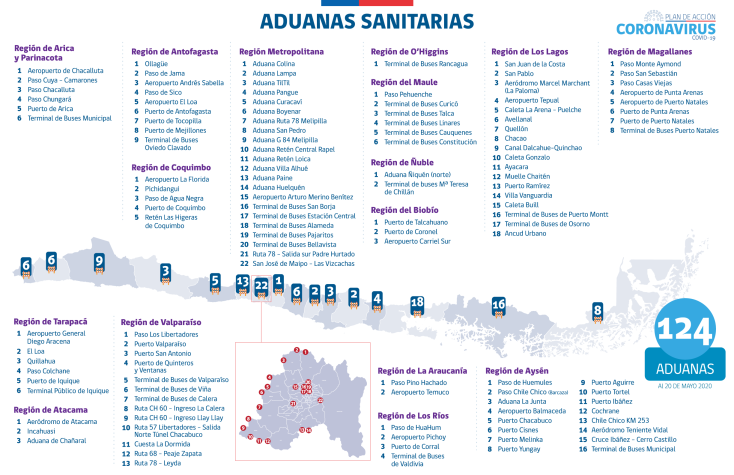 ADUANAS SANITARIAS
PLAN DE ACCIÓN
CORONAVIRUS
COVID-19
Región de Arica
y Parinacota
1 Aeropuerto de Chacalluta
2 Paso Cuya - Camarones
3 Paso Chacalluta
4 Paso Chungará
5 Puerto de Arica
6 Terminal de Buses Municipal
Región de Antofagasta
1 Ollagüe
2 Paso de Jama
3 Aeropuerto Andrés Sabella
4 Paso de Sico
5 Aeropuerto El Loa
6 Puerto de Antofagasta
7 Puerto de Tocopilla
8 Puerto de Mejillones
9 Terminal de Buses
Oviedo Clavado
Región de Coquimbo
1 Aeropuerto La Florida
2 Pichidangui
3 Paso de Agua Negra
4 Puerto de Coquimbo
5 Retén Las Higeras
de Coquimbo
Región Metropolitana
1 Aduana Colina
2 Aduana Lampa
3 Aduana TilTil
4 Aduana Pangue
5 Aduana Curacaví
6 Aduana Boyenar
7 Aduana Ruta 78 Melipilla
8 Aduana San Pedro
9 Aduana G 84 Melipilla
10 Aduana Retén Central Rapel
11 Aduana Retén Loica
12 Aduana Villa Alhué
13 Aduana Paine
14 Aduana Huelquén
15 Aeropuerto Arturo Merino Benítez
16 Terminal de Buses San Borja
17 Terminal de Buses Estación Central
18 Terminal de Buses Alameda
19 Terminal de Buses Pajaritos
20 Terminal de Buses Bellavista
21 Ruta 78 - Salida sur Padre Hurtado
22 San José de Maipo - Las Vizcachas
Región de O'Higgins
1 Terminal de Buses Rancagua
Región del Maule
1 Paso Pehuenche
2 Terminal de Buses Curicó
3 Terminal de Buses Talca
4 Terminal de Buses Linares
5 Terminal de Buses Cauquenes
6 Terminal de Buses Constitución
Región de Ñuble
1 Aduana Ñiquén (norte)
2 Terminal de buses Mª Teresa
de Chillán
Región del Biobío
1 Puerto de Talcahuano
2 Puerto de Coronel
3 Aeropuerto Carriel Sur
Región de Los Lagos
1 San Juan de la Costa
2 San Pablo
3 Aeródromo Marcel Marchant
(La Paloma)
4 Aeropuerto Tepual
5 Caleta La Arena - Puelche
6 Avellanal
7 Quellón
8 Chacao
9 Canal Dalcahue-Quinchao
10 Caleta Gonzalo
11 Ayacara
12 Muelle Chaitén
13 Puerto Ramírez
14 Villa Vanguardia
15 Caleta Buill
16 Terminal de Buses de Puerto Montt
17 Terminal de Buses de Osorno
18 Ancud Urbano
Región de Magallanes
1 Paso Monte Aymond
2 Paso San Sebastián
3 Paso Casas Viejas
4 Aeropuerto de Punta Arenas
5 Aeropuerto de Puerto Natales
6 Puerto de Punta Arenas
7 Puerto de Puerto Natales
8 Terminal de Buses Puerto Natales
6
6
9
3
5
13
22
1
6
2
3
2
4
18
16
8
124
ADUANAS
AL 20 DE MAYO 2020
Región de Tarapacá
1 Aeropuerto General
Diego Aracena
2 El Loa
3 Quillahua
4 Paso Colchane
5 Puerto de Iquique
6 Terminal Público de Iquique
Región de Atacama
1 Aeródromo de Atacama
2 Incahuasi
3 Aduana de Chañaral
Región de Valparaíso
1 Paso Los Libertadores
2 Puerto Valparaíso
3 Puerto San Antonio
4 Puerto de Quinteros
y Ventanas
5 Terminal de Buses de Valparaíso
6 Terminal de Buses de Viña
7 Terminal de Buses de Calera
8 Ruta CH 60 - Ingreso La Calera
9 Ruta CH 60 - Ingreso Llay Llay
10 Ruta 57 Libertadores - Salida
Norte Túnel Chacabuco
11 Cuesta La Dormida
12 Ruta 68 - Peaje Zapata
13 Ruta 78 - Leyda
Región de La Araucanía
1 Paso Pino Hachado
2 Aeropuerto Temuco
Región de Los Ríos
1 Paso de HuaHum
2 Aeropuerto Pichoy
3 Puerto de Corral
4 Terminal de Buses
de Valdivia
Región de Aysén
1 Paso de Huemules
2 Paso Chile Chico (Barcaza)
3 Aduana La Junta
4 Aeropuerto Balmaceda
5 Puerto Chacabuco
6 Puerto Cisnes
7 Puerto Melinka
8 Puerto Yungay
9 Puerto Aguirre
10 Puerto Tortel
11 Puerto Ibáñez
12 Cochrane
13 Chile Chico KM 253
14 Aeródromo Teniente Vidal
15 Cruce Ibáñez - Cerro Castillo
16 Terminal de Buses Municipal